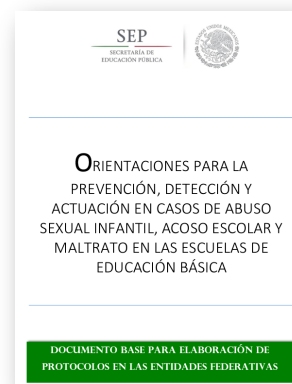 SEP
SECRETARÍA DE
EDUCACIÓN PÚBLICA
ORIENTACIONES PARA LA
PREVENCIÓN, DETECCIÓN Y
ACTUACIÓN EN CASOS DE ABUSO
SEXUAL INFANTIL, ACOSO ESCOLAR Y
MALTRATO EN LAS ESCUELAS DE
EDUCACIÓN BÁSICA
DOCUMENTO BASE PARA ELABORACIÓN DE
PROTOCOLOS EN LAS ENTIDADES FEDERATIVAS